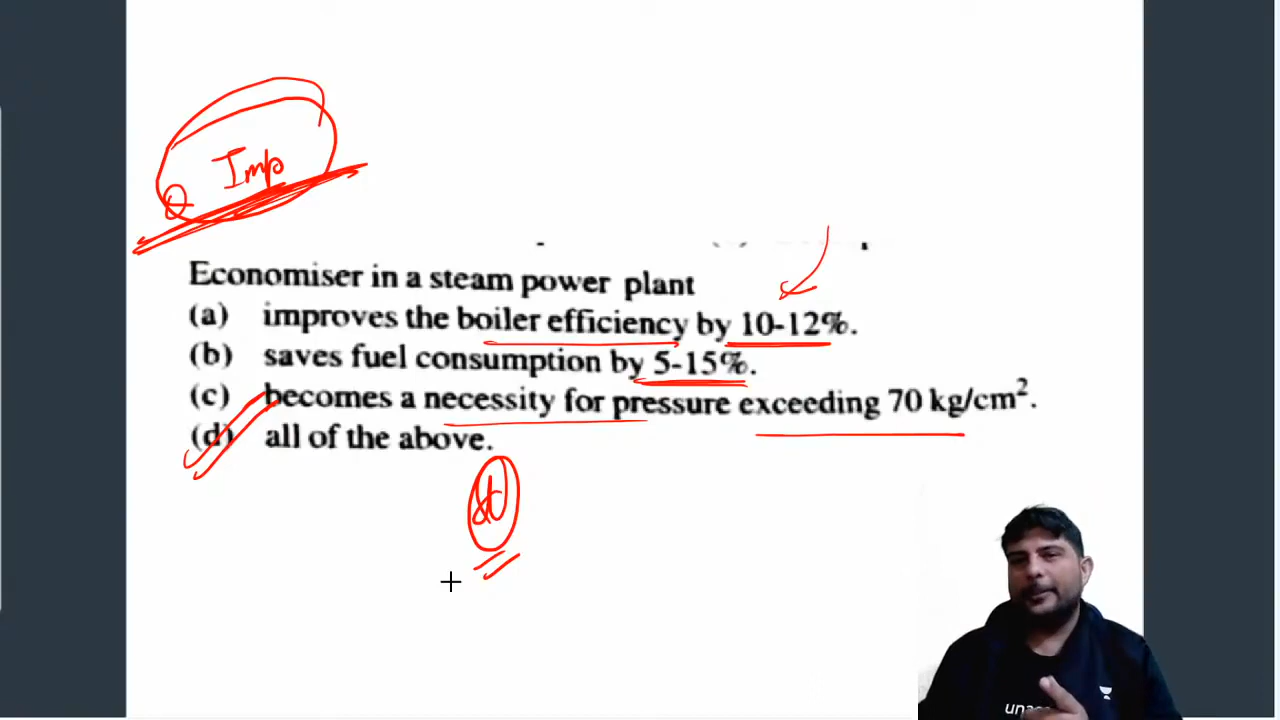 Imp
Economiser in a steam power plant
(a) improves the boiler efficiency by 10-12%.
(b) saves fuel consumption by 5-15%.
(c) becomes a necessity for pressure exceeding 70 kg/cm².
(d) all of the above.